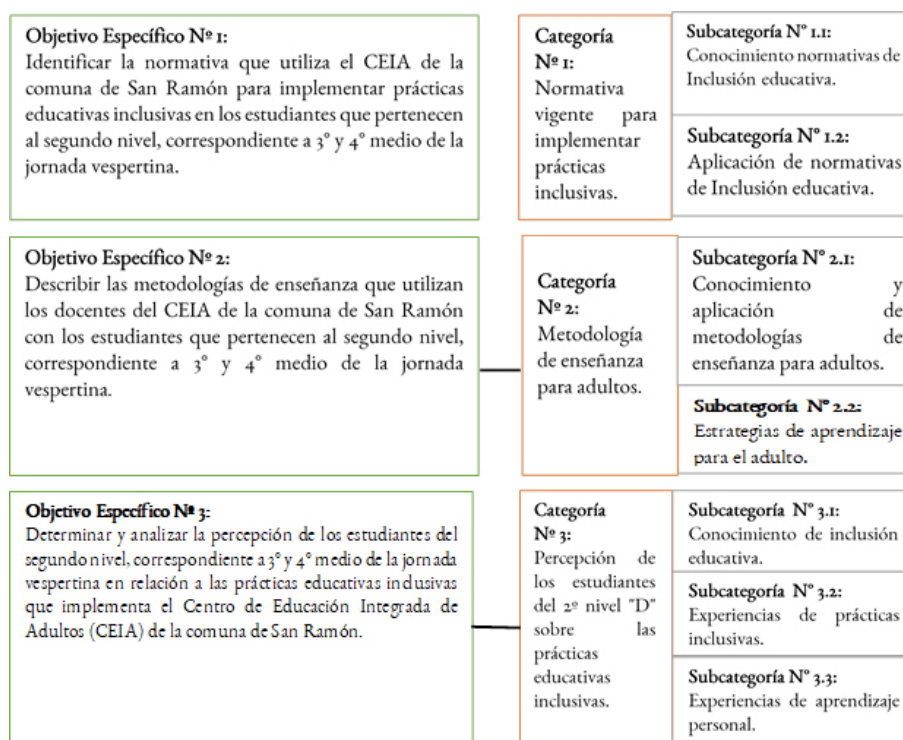 Objetivo Específico Nº 1:
Identificar la normativa que utiliza el CEIA de la
comuna de San Ramón para implementar prácticas
educativas inclusivas en los estudiantes que pertenecen
al segundo nivel, correspondiente a 3° y 4° medio de la
jornada vespertina.
Categoría
Nº 1:
Normativa
vigente para
implementar
prácticas
inclusivas.
Subcategoría N° 1.1:
Conocimiento normativas de
Inclusión educativa.
Subcategoría N° 1.2:
Aplicación de normativas
de Inclusión educativa.
Objetivo Específico Nº 2:
Describir las metodologías de enseñanza que utilizan
los docentes del CEIA de la comuna de San Ramón
con los estudiantes que pertenecen al segundo nivel,
correspondiente a 3° y 4° medio de la jornada
vespertina.
Categoría
Nº 2:
Metodología
de enseñanza
para adultos.
Subcategoría N° 2.1:
Conocimiento y
aplicación de
metodologías de
enseñanza para adultos.
Subcategoría N° 2.2:
Estrategias de aprendizaje
para el adulto.
Objetivo Específico Nº 3:
Determinar y analizar la percepción de los estudiantes del
segundo nivel, correspondiente a 3° y 4° medio de la jornada
vespertina en relación a las prácticas educativas inclusivas
que implementa el Centro de Educación Integrada de
Adultos (CEIA) de la comuna de San Ramón.
Categoría
Nº 3:
Percepción de
los estudiantes
del 2º nivel "D"
sobre las
prácticas
educativas
inclusivas.
Subcategoría N° 3.1:
Conocimiento de inclusión
educativa.
Subcategoría N° 3.2:
Experiencias de prácticas
inclusivas.
Subcategoría N° 3.3:
Experiencias de aprendizaje
personal.